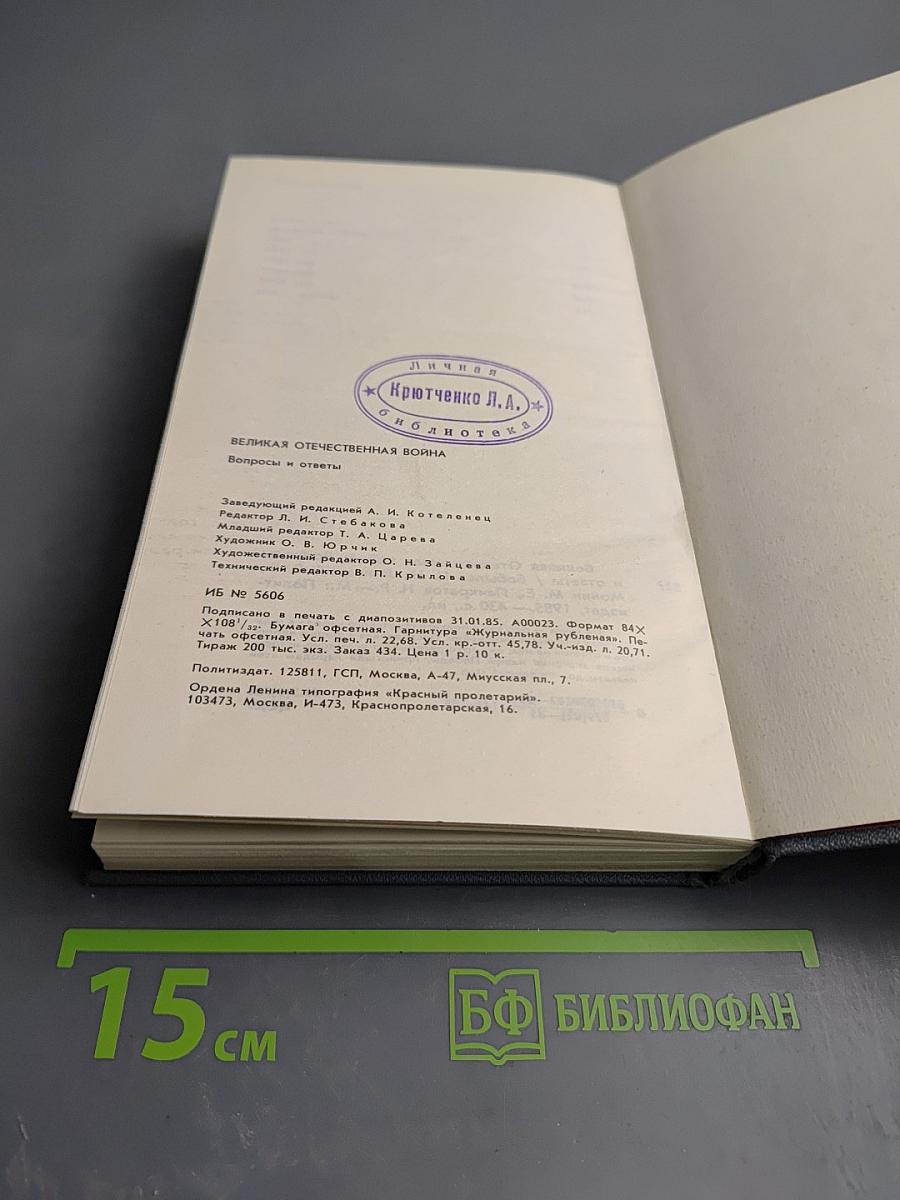 Личная
Крютченко Л.А.
библиотека
ВЕЛИКАЯ ОТЕЧЕСТВЕННАЯ ВОЙНА
Вопросы и ответы
Заведующий редакцией А. И. Котеленец
Редактор Л. И. Стебакова
Младший редактор Т. А. Царева
Художник О. В. Юрчик
Художественный редактор О. Н. Зайцева
Технический редактор В. П. Крылова
ИБ № 5606
Подписано в печать с диапозитивов 31.01.85. А00023. Формат 84×
×108¹/₃₂. Бумага офсетная. Гарнитура «Журнальная рубленая». Пе-
чать офсетная. Усл. печ. л. 22,68. Усл. кр.-отт. 45,78. Уч.-изд. л. 20,71.
Тираж 200 тыс. экз. Заказ 434. Цена 1 р. 10 к.
Политиздат. 125811, ГСП, Москва, А-47, Миусская пл., 7.
Ордена Ленина типография «Красный пролетарий».
103473, Москва, И-473, Краснопролетарская, 16.
15 см
БФ БИБЛИОФАН